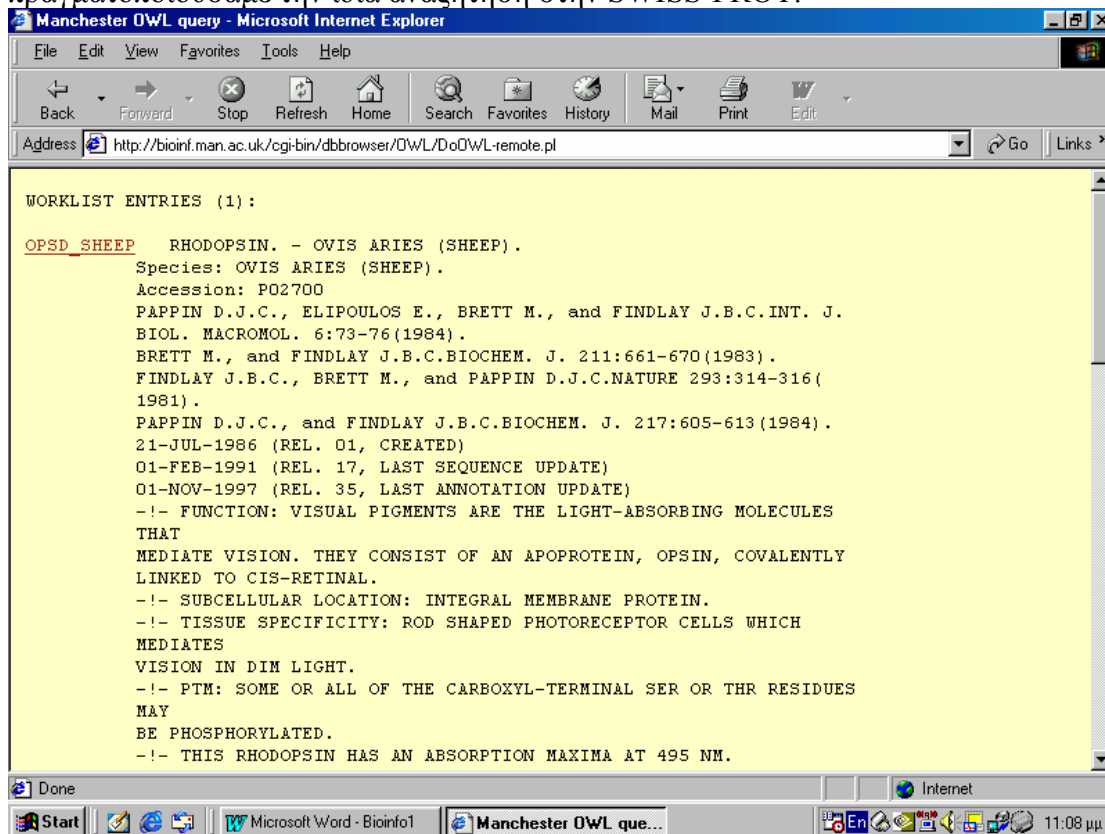 πραγματοποιούσαμε την ίδια αναζήτηση στην SWISS-PROT.
Manchester OWL query - Microsoft Internet Explorer
File Edit View Favorites Tools Help
Back Forward Stop Refresh Home Search Favorites History Mail Print Edit
Address http://bioinf.man.ac.uk/cgi-bin/dbbrowser/OWL/DoOWL-remote.pl Go Links
WORKLIST ENTRIES (1):
OPSD_SHEEP RHODOPSIN. - OVIS ARIES (SHEEP).
Species: OVIS ARIES (SHEEP).
Accession: P02700
PAPPIN D.J.C., ELIPOULOS E., BRETT M., and FINDLAY J.B.C.INT. J.
BIOL. MACROMOL. 6:73-76(1984).
BRETT M., and FINDLAY J.B.C.BIOCHEM. J. 211:661-670(1983).
FINDLAY J.B.C., BRETT M., and PAPPIN D.J.C.NATURE 293:314-316(
1981).
PAPPIN D.J.C., and FINDLAY J.B.C.BIOCHEM. J. 217:605-613(1984).
21-JUL-1986 (REL. 01, CREATED)
01-FEB-1991 (REL. 17, LAST SEQUENCE UPDATE)
01-NOV-1997 (REL. 35, LAST ANNOTATION UPDATE)
-!- FUNCTION: VISUAL PIGMENTS ARE THE LIGHT-ABSORBING MOLECULES
THAT
MEDIATE VISION. THEY CONSIST OF AN APOPROTEIN, OPSIN, COVALENTLY
LINKED TO CIS-RETINAL.
-!- SUBCELLULAR LOCATION: INTEGRAL MEMBRANE PROTEIN.
-!- TISSUE SPECIFICITY: ROD SHAPED PHOTORECEPTOR CELLS WHICH
MEDIATES
VISION IN DIM LIGHT.
-!- PTM: SOME OR ALL OF THE CARBOXYL-TERMINAL SER OR THR RESIDUES
MAY
BE PHOSPHORYLATED.
-!- THIS RHODOPSIN HAS AN ABSORPTION MAXIMA AT 495 NM.
Done Internet
Start Microsoft Word - Bioinfo1 Manchester OWL que... En 11:08 μμ